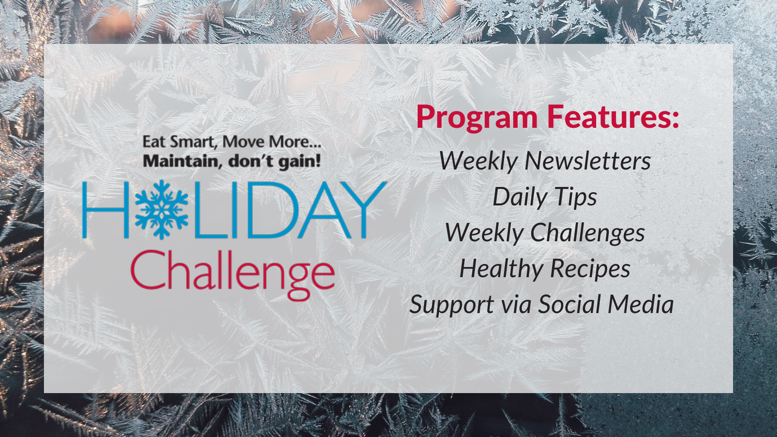 Eat Smart, Move More...
Maintain, don't gain!
HOLIDAY
Challenge
Program Features:
Weekly Newsletters
Daily Tips
Weekly Challenges
Healthy Recipes
Support via Social Media